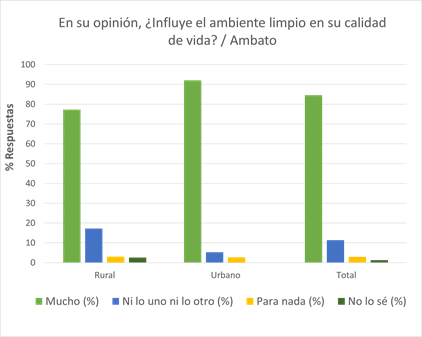 En su opinión, ¿Influye el ambiente limpio en su calidad
de vida? / Ambato
% Respuestas
100
90
80
70
60
50
40
30
20
10
0
Rural Urbano Total
Mucho (%) Ni lo uno ni lo otro (%) Para nada (%) No lo sé (%)